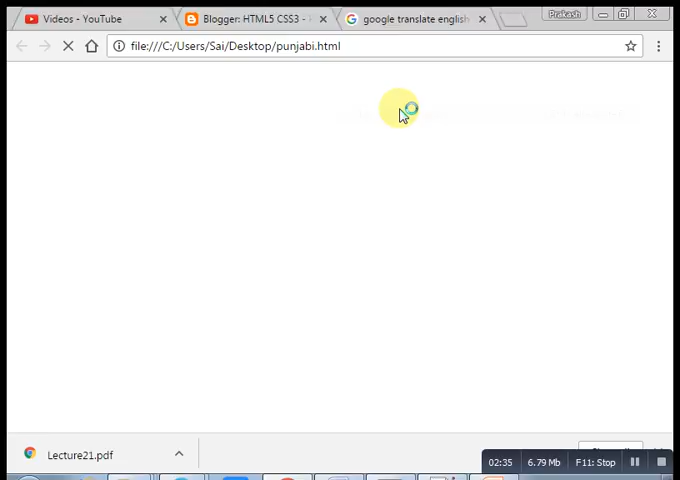 Videos - YouTube
Blogger: HTML5 CSS3 -
google translate english
Prakash
file:///C:/Users/Sai/Desktop/punjabi.html
Lecture21.pdf
02:35 6.79 Mb F11: Stop